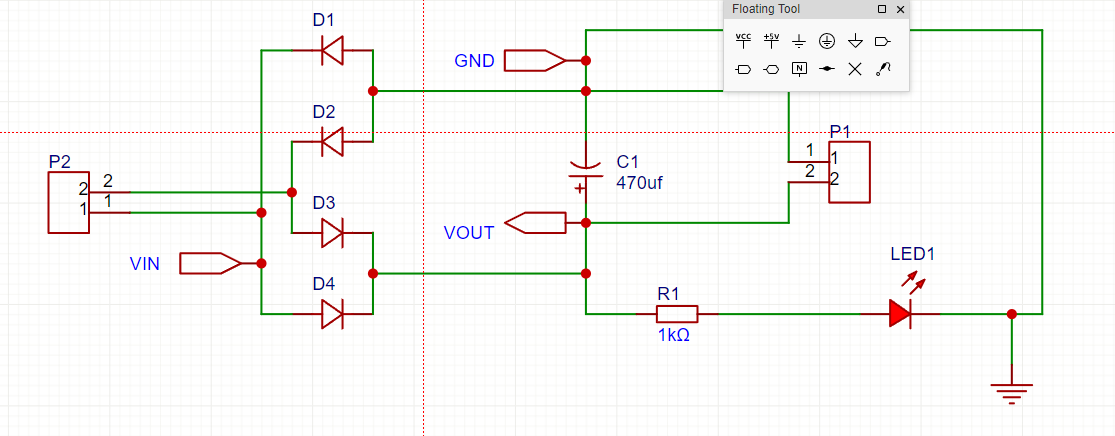 Floating Tool
VCC
+5V
N
D1
GND
D2
P1
1
1
2
2
P2
2
2
1
1
C1
470uf
+
D3
VOUT
VIN
D4
LED1
R1
1kΩ